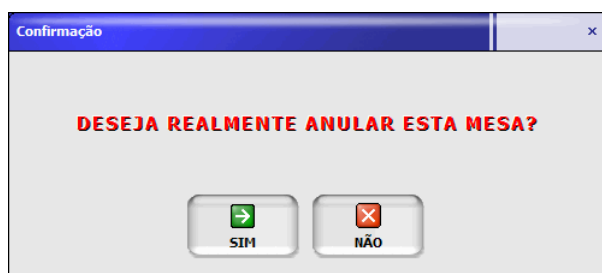 Confirmação
DESEJA REALMENTE ANULAR ESTA MESA?
SIM
NÃO